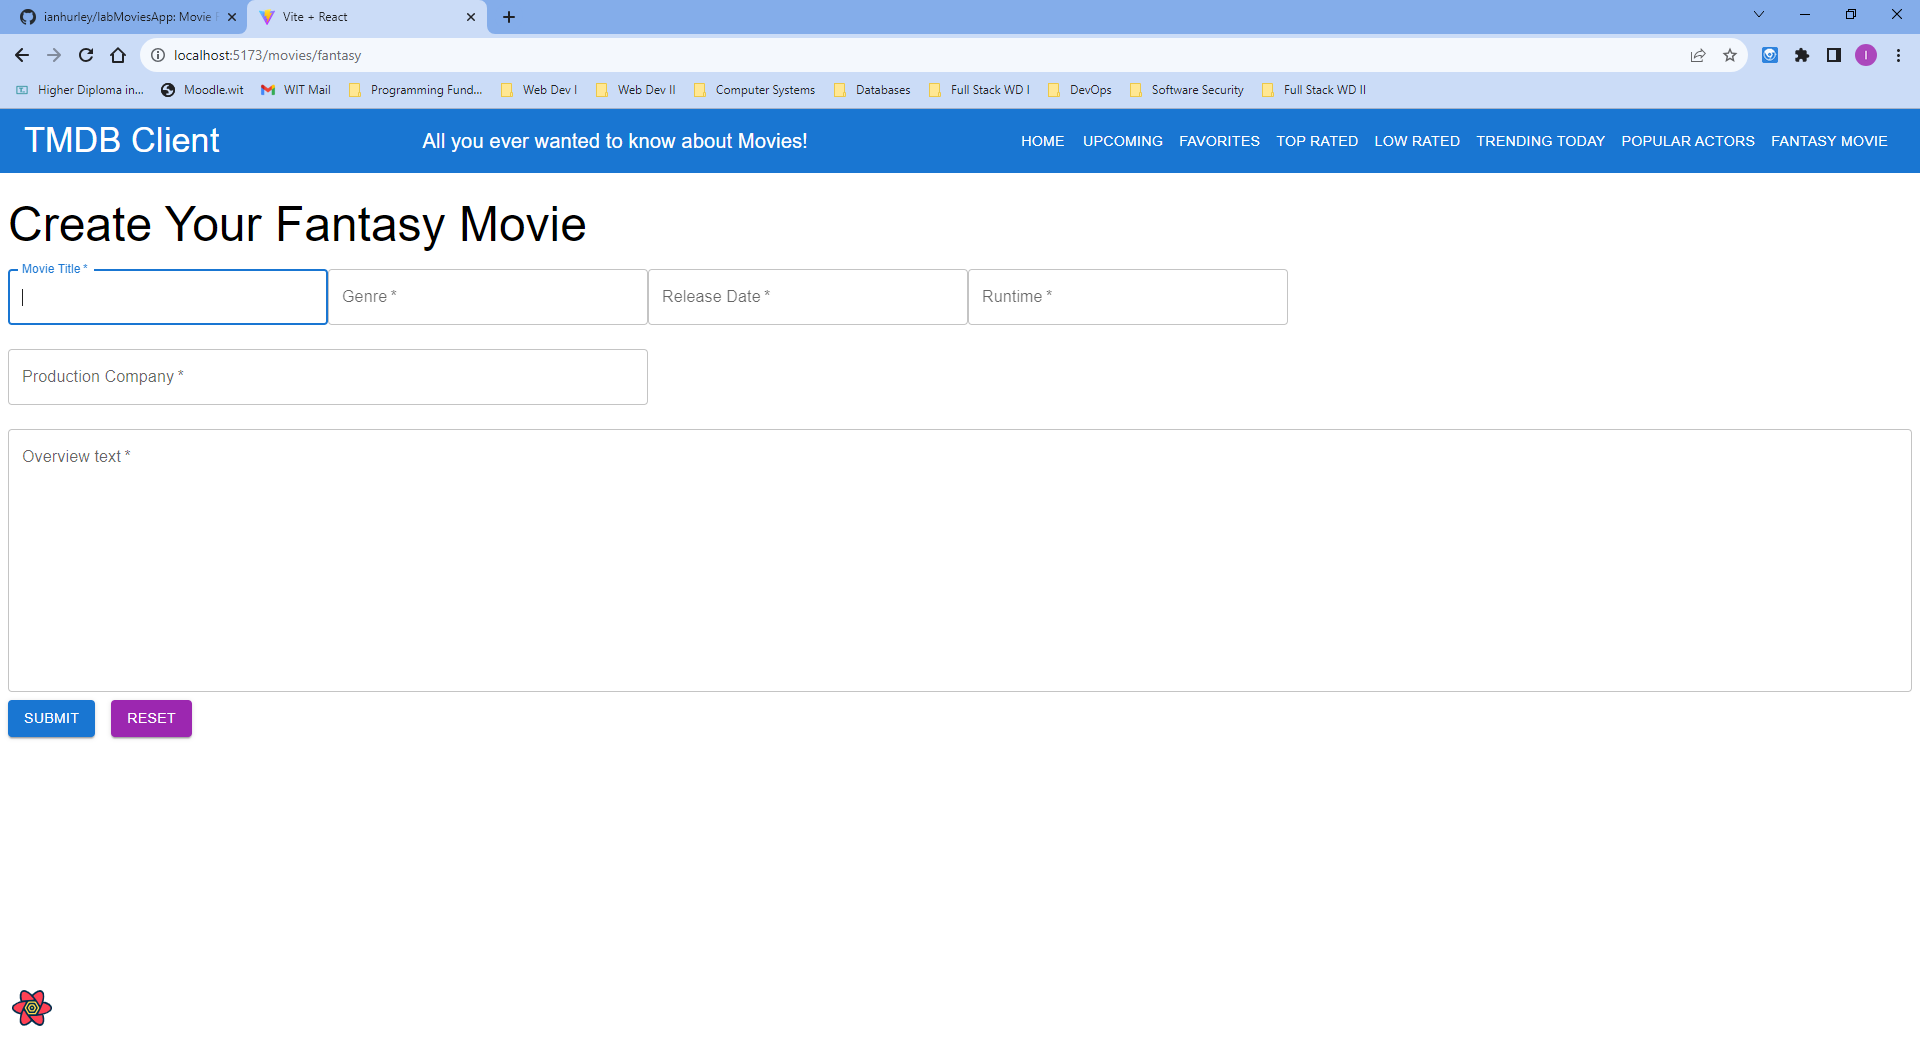 ianhurley/labMoviesApp: Movie
Vite + React
localhost:5173/movies/fantasy
I
Higher Diploma in...
Moodle.wit
WIT Mail
Programming Fund...
Web Dev I
Web Dev II
Computer Systems
Databases
Full Stack WD I
DevOps
Software Security
Full Stack WD II
TMDB Client
All you ever wanted to know about Movies!
HOME
UPCOMING
FAVORITES
TOP RATED
LOW RATED
TRENDING TODAY
POPULAR ACTORS
FANTASY MOVIE
Create Your Fantasy Movie
Movie Title *
Genre *
Release Date *
Runtime *
Production Company *
Overview text *
SUBMIT
RESET